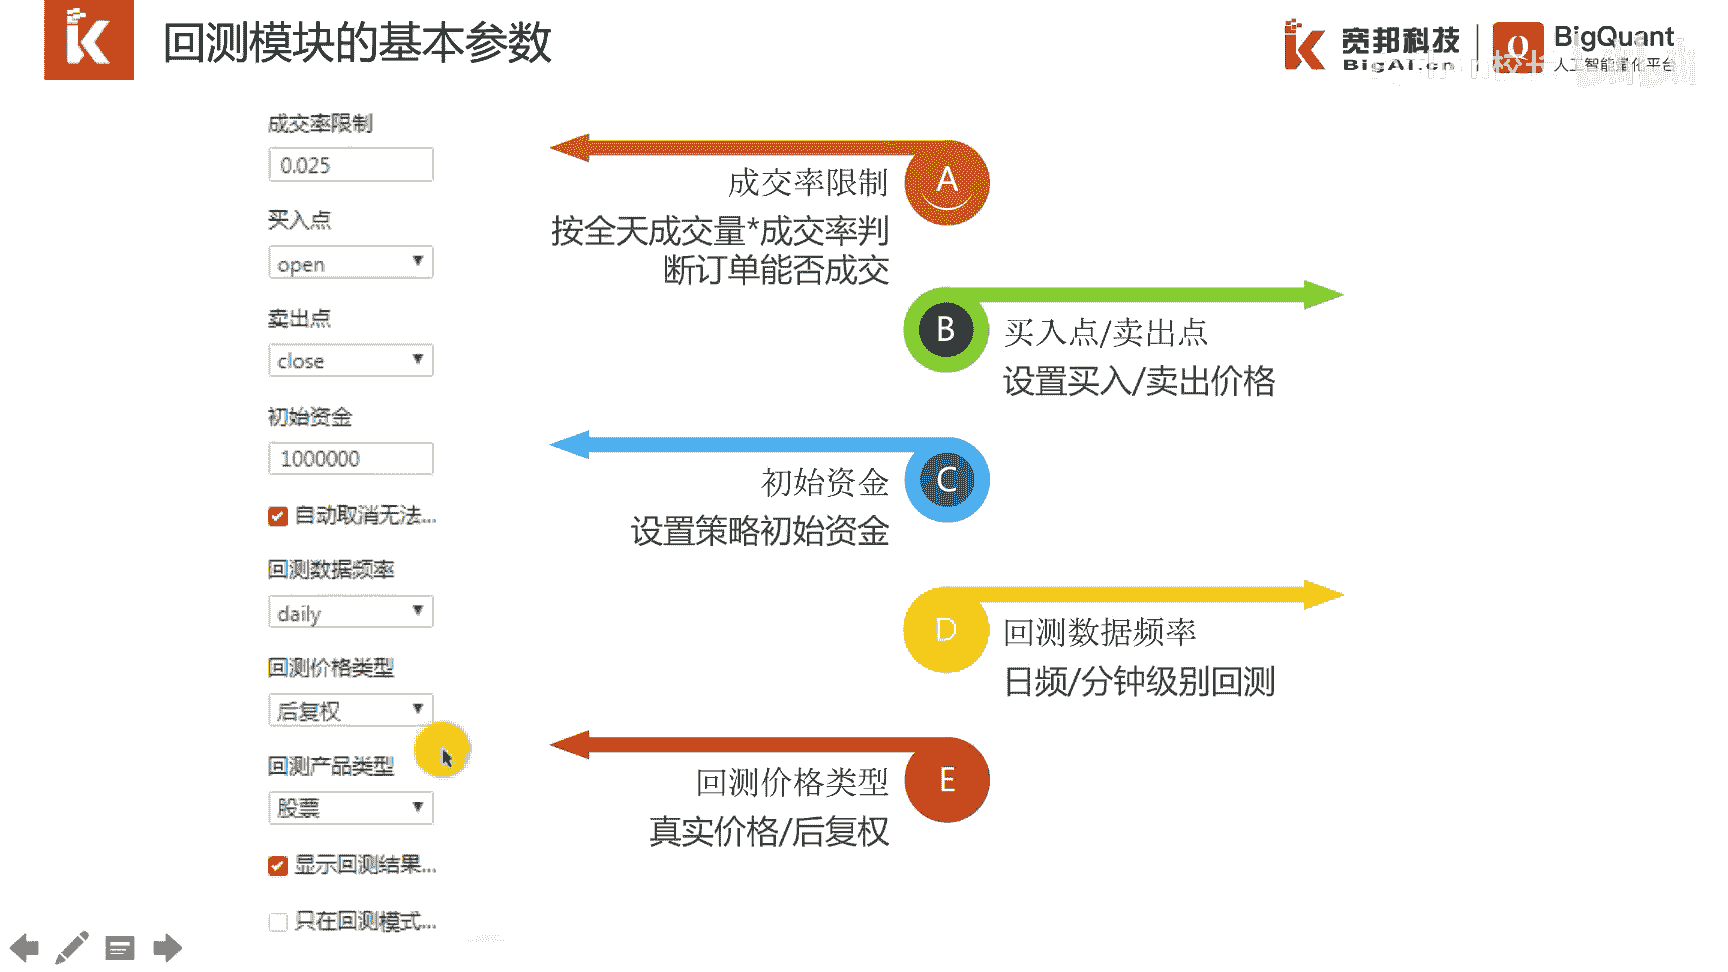 回测模块的基本参数
宽邦科技
BigAI.cn
BigQuant
人工智能量化平台
成交率限制
0.025
买入点
open
卖出点
close
初始资金
1000000
自动取消无法...
回测数据频率
daily
回测价格类型
后复权
回测产品类型
股票
显示回测结果...
只在回测模式...
A
成交率限制
按全天成交量*成交率判
断订单能否成交
B
买入点/卖出点
设置买入/卖出价格
C
初始资金
设置策略初始资金
D
回测数据频率
日频/分钟级别回测
E
回测价格类型
真实价格/后复权